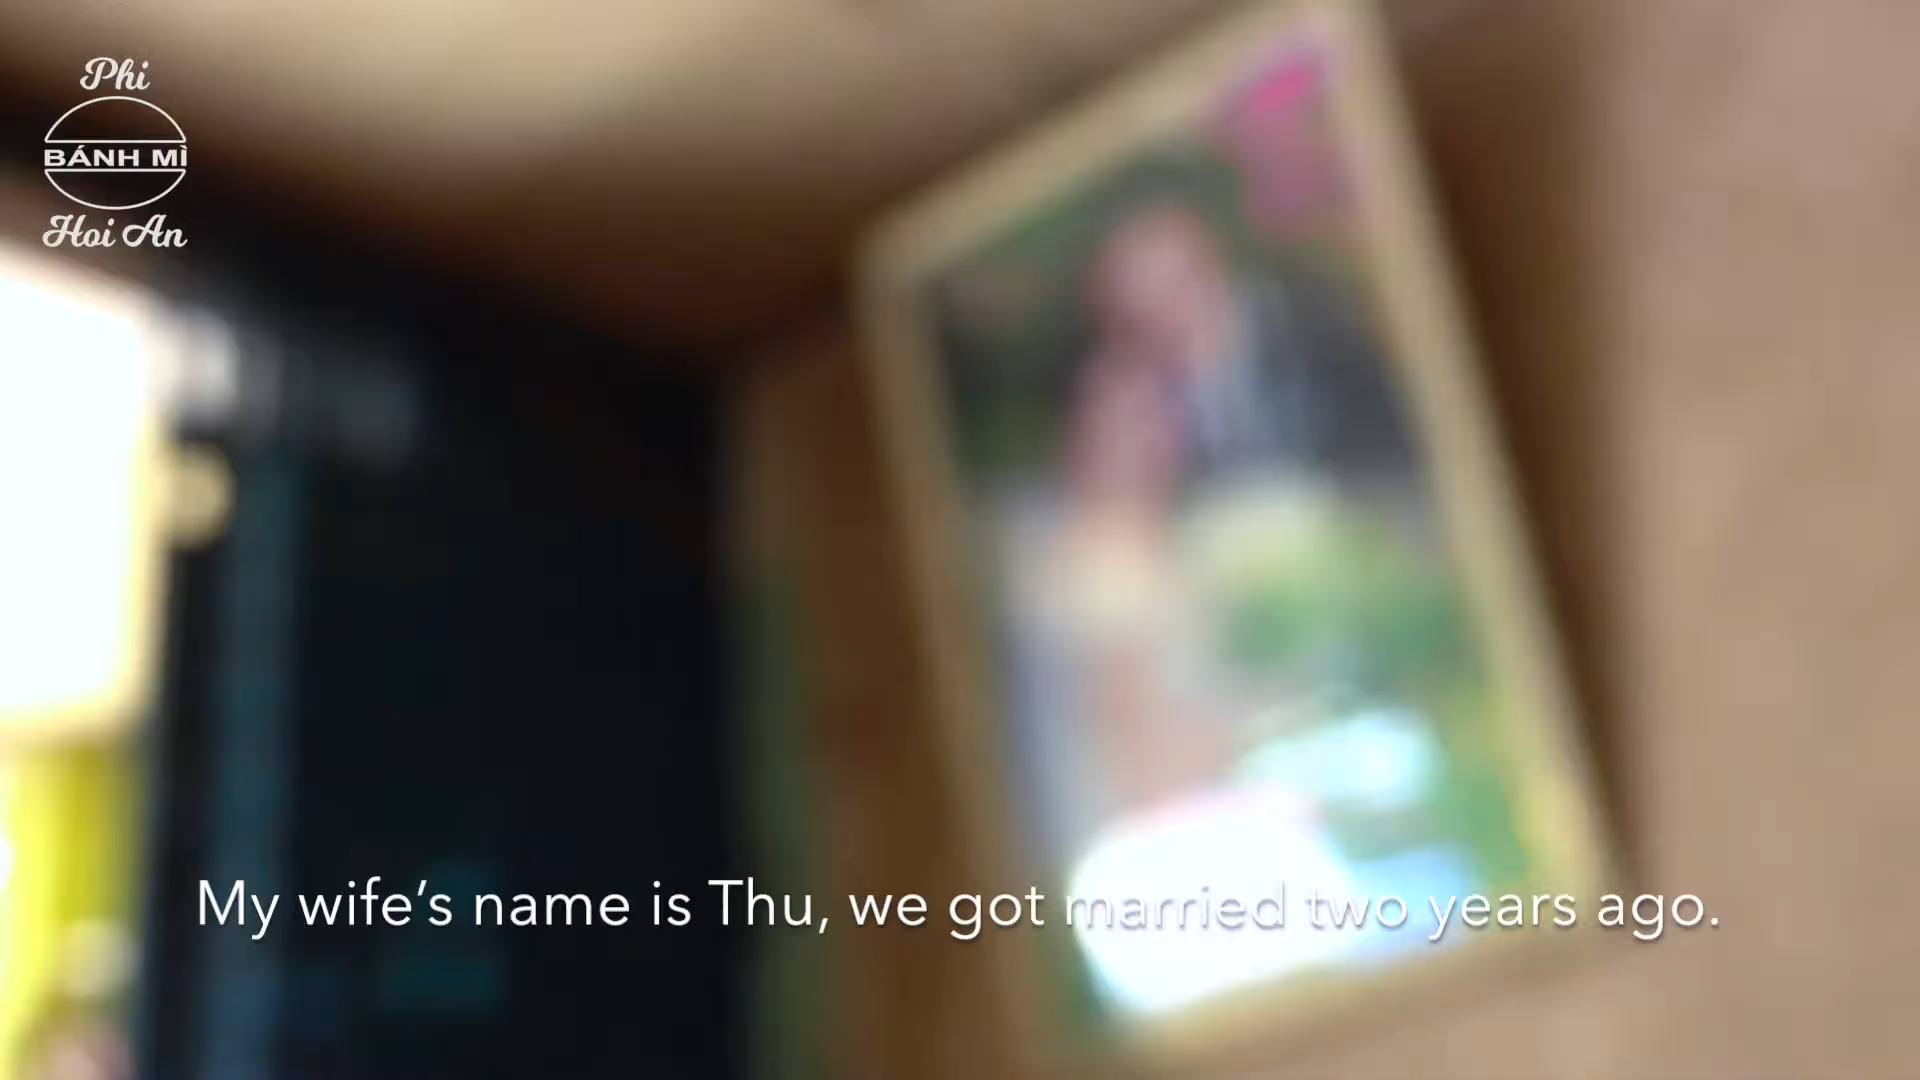 Phi
BÁNH MÌ
Hoi An
My wife’s name is Thu, we got married two years ago.